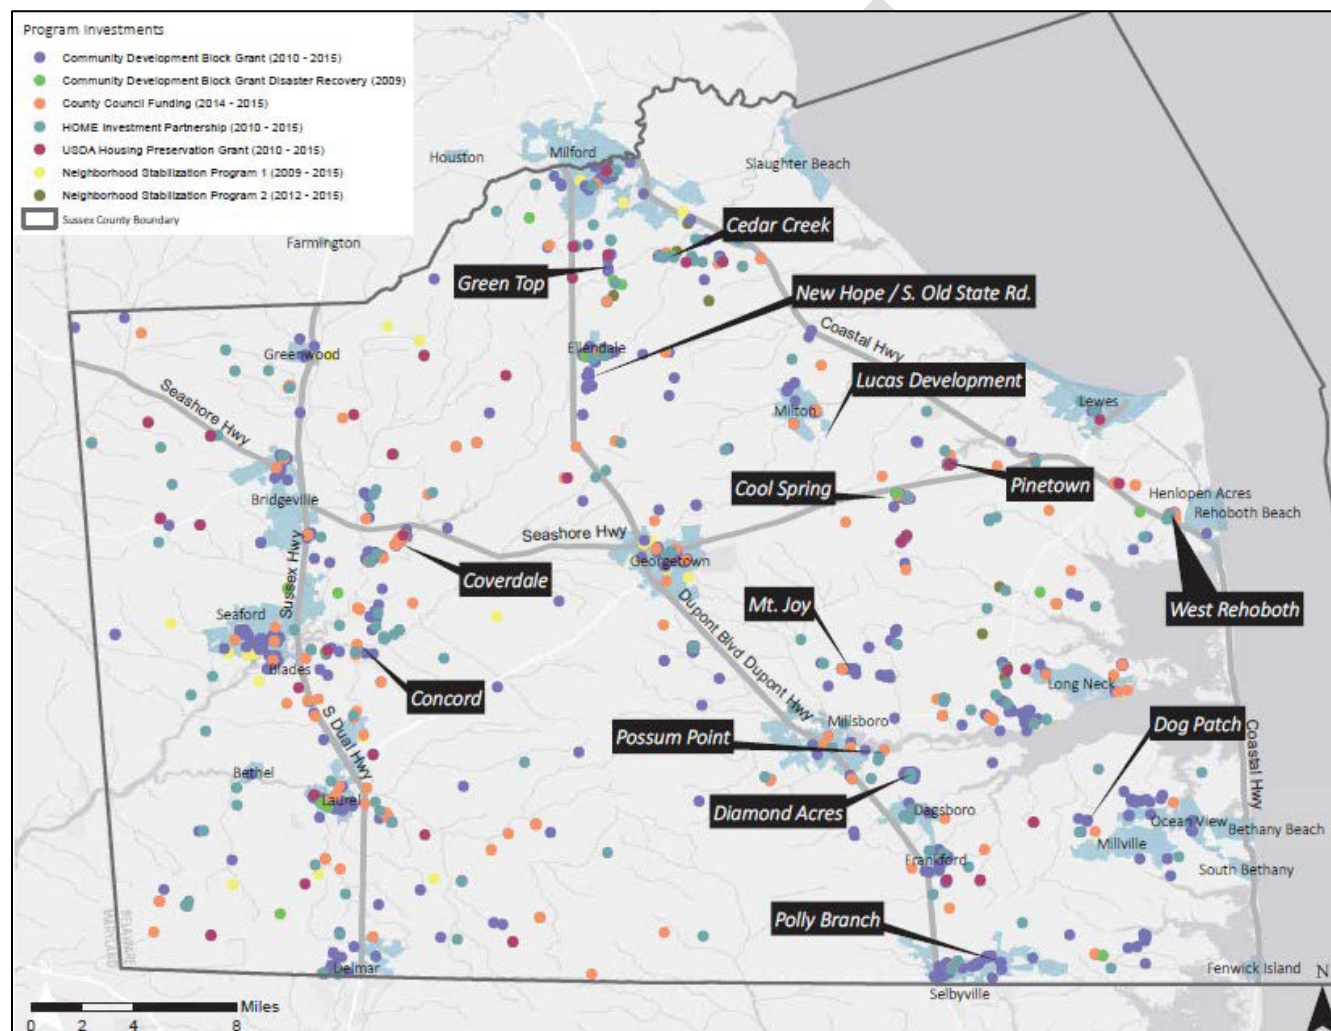 Program Investments
Community Development Block Grant (2010 - 2015)
Community Development Block Grant Disaster Recovery (2009)
County Council Funding (2014 - 2015)
HOME Investment Partnership (2010 - 2015)
USDA Housing Preservation Grant (2010 - 2015)
Neighborhood Stabilization Program 1 (2009 - 2015)
Neighborhood Stabilization Program 2 (2012 - 2015)
Sussex County Boundary
Houston
Milford
Slaughter Beach
Farmington
Cedar Creek
Green Top
New Hope / S. Old State Rd.
Greenwood
Ellendale
Coastal Hwy
Lucas Development
Seashore Hwy
Milton
Lewes
Bridgeville
Cool Spring
Pinetown
Henlopen Acres
Rehoboth Beach
Seashore Hwy
Sussex Hwy
Georgetown
Coverdale
Mt. Joy
West Rehoboth
Seaford
Dupont Blvd
Dupont Hwy
Blades
Concord
Long Neck
S Dual Hwy
Millsboro
Possum Point
Dog Patch
Coastal Hwy
Bethel
Laurel
Diamond Acres
Dagsboro
Ocean View
Bethany Beach
Millville
Frankford
South Bethany
Polly Branch
DELAWARE
MARYLAND
Delmar
Selbyville
Fenwick Island
N
Miles
0 2 4 8